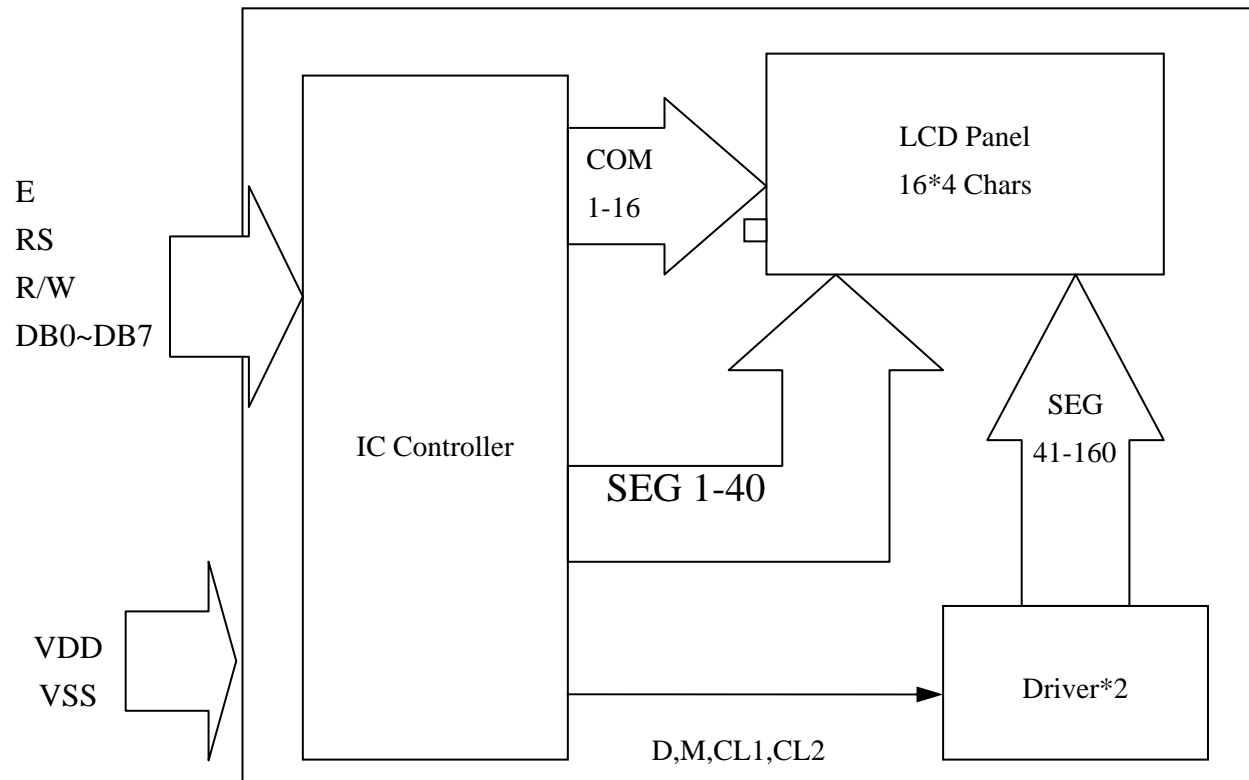 E
RS
R/W
DB0~DB7
VDD
VSS
IC Controller
COM
1-16
SEG 1-40
D,M,CL1,CL2
LCD Panel
16*4 Chars
SEG
41-160
Driver*2